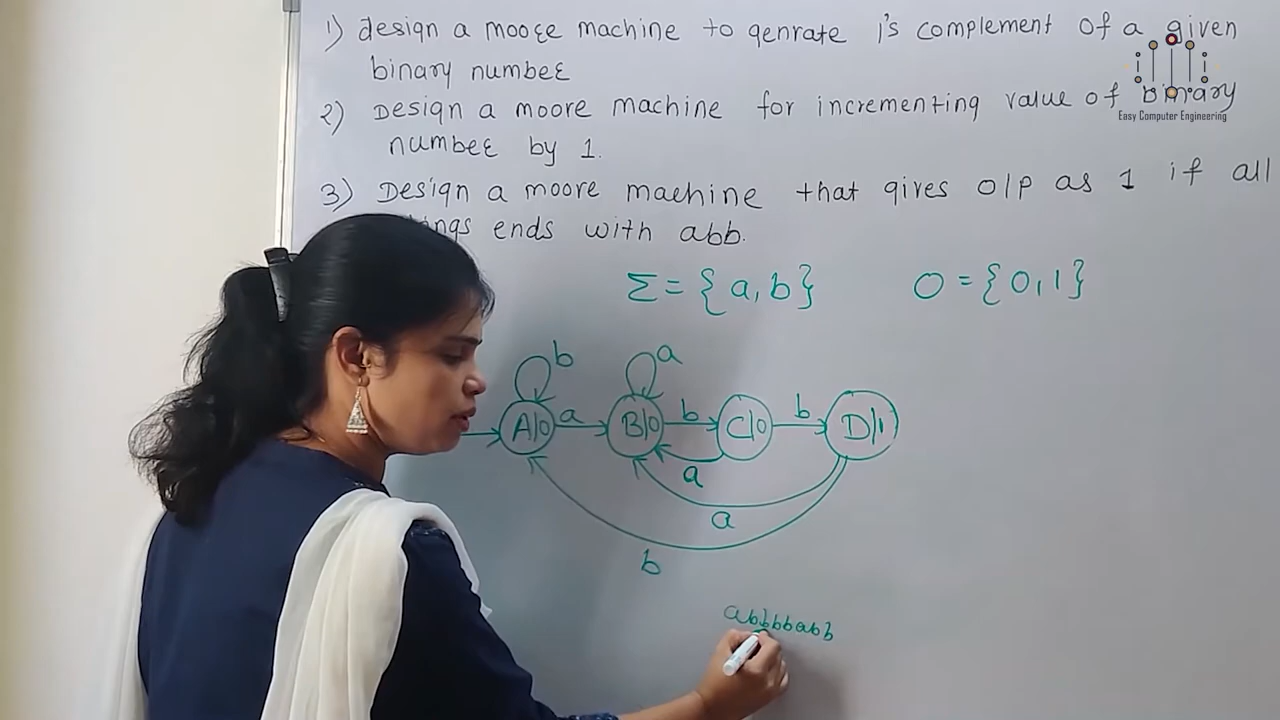 1) design a moore machine to genrate 1's complement of a given
binary number
2) Design a moore machine for incrementing value of binary
number by 1.
3) Design a moore machine that gives O/P as 1 if all
ends with abb.
Easy Computer Engineering
Σ = {a, b} O = {0, 1}
b a
A/0 a B/0 b C/0 b D/1
a
a
b
abbbbabb